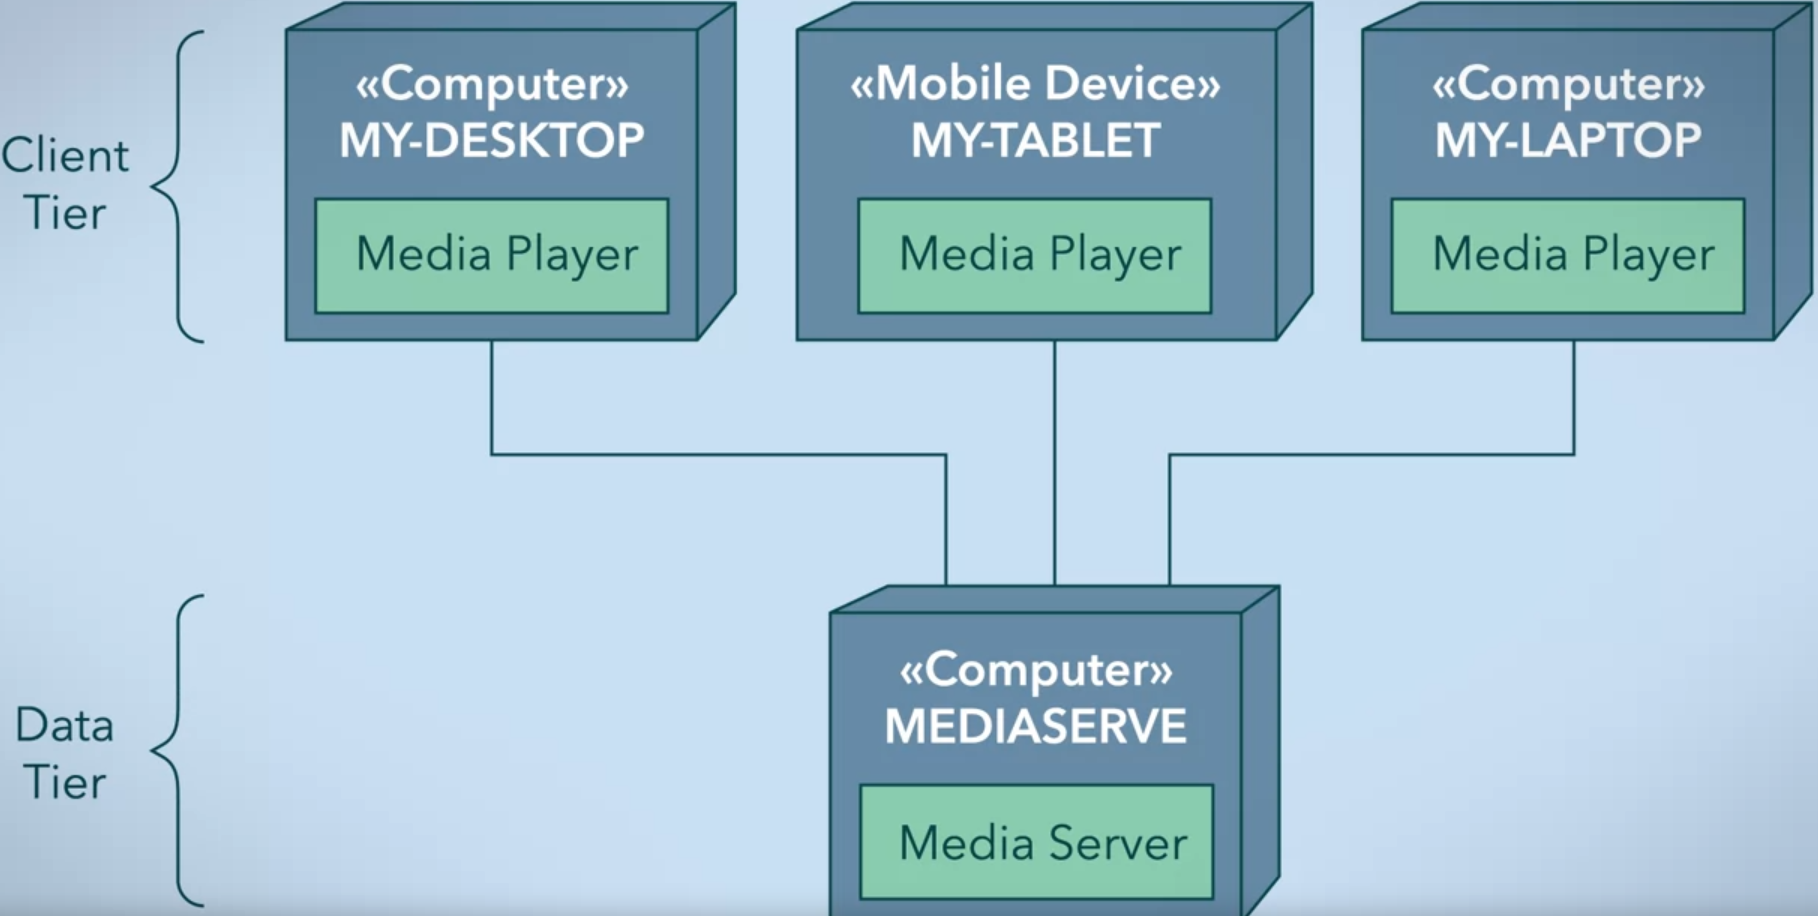 Client
Tier
«Computer»
MY-DESKTOP
Media Player
«Mobile Device»
MY-TABLET
Media Player
«Computer»
MY-LAPTOP
Media Player
Data
Tier
«Computer»
MEDIASERVE
Media Server